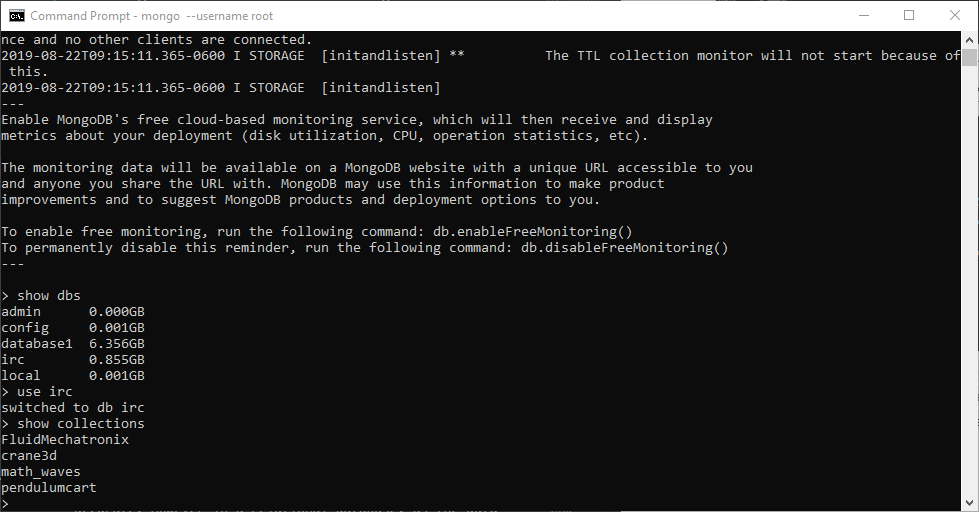 Command Prompt - mongo --username root
nce and no other clients are connected.
2019-08-22T09:15:11.365-0600 I STORAGE  [initandlisten] **          The TTL collection monitor will not start because of
 this.
2019-08-22T09:15:11.365-0600 I STORAGE  [initandlisten]
---
Enable MongoDB's free cloud-based monitoring service, which will then receive and display
metrics about your deployment (disk utilization, CPU, operation statistics, etc).

The monitoring data will be available on a MongoDB website with a unique URL accessible to you
and anyone you share the URL with. MongoDB may use this information to make product
improvements and to suggest MongoDB products and deployment options to you.

To enable free monitoring, run the following command: db.enableFreeMonitoring()
To permanently disable this reminder, run the following command: db.disableFreeMonitoring()
---

> show dbs
admin      0.000GB
config     0.001GB
database1  6.356GB
irc        0.855GB
local      0.001GB
> use irc
switched to db irc
> show collections
FluidMechatronix
crane3d
math_waves
pendulumcart
>